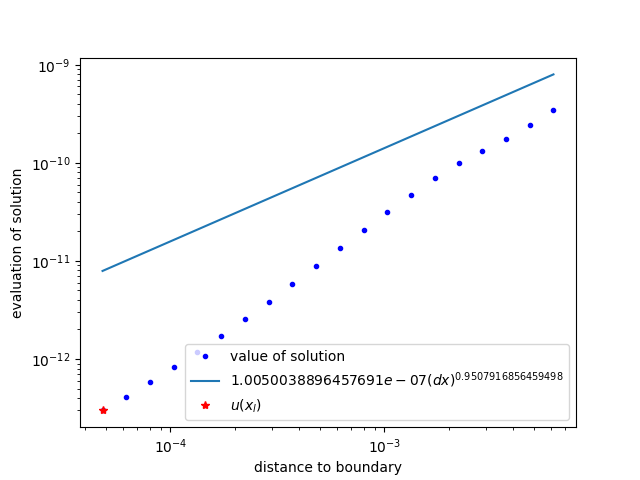 10⁻⁹
10⁻¹⁰
10⁻¹¹
10⁻¹²
evaluation of solution
value of solution
1.0050038896457691e − 07(dx)^0.9507916856459498
u(x_l)
10⁻⁴
10⁻³
distance to boundary